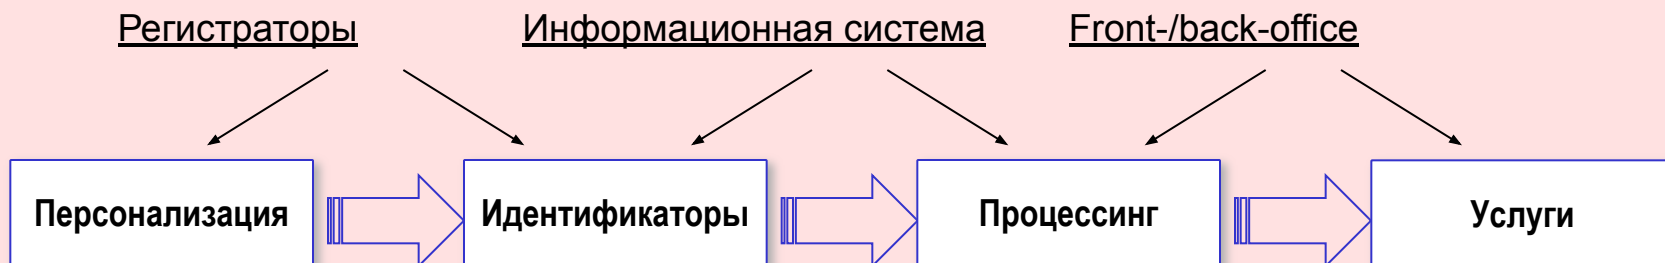 Регистраторы Информационная система Front-/back-office
Персонализация Идентификаторы Процессинг Услуги